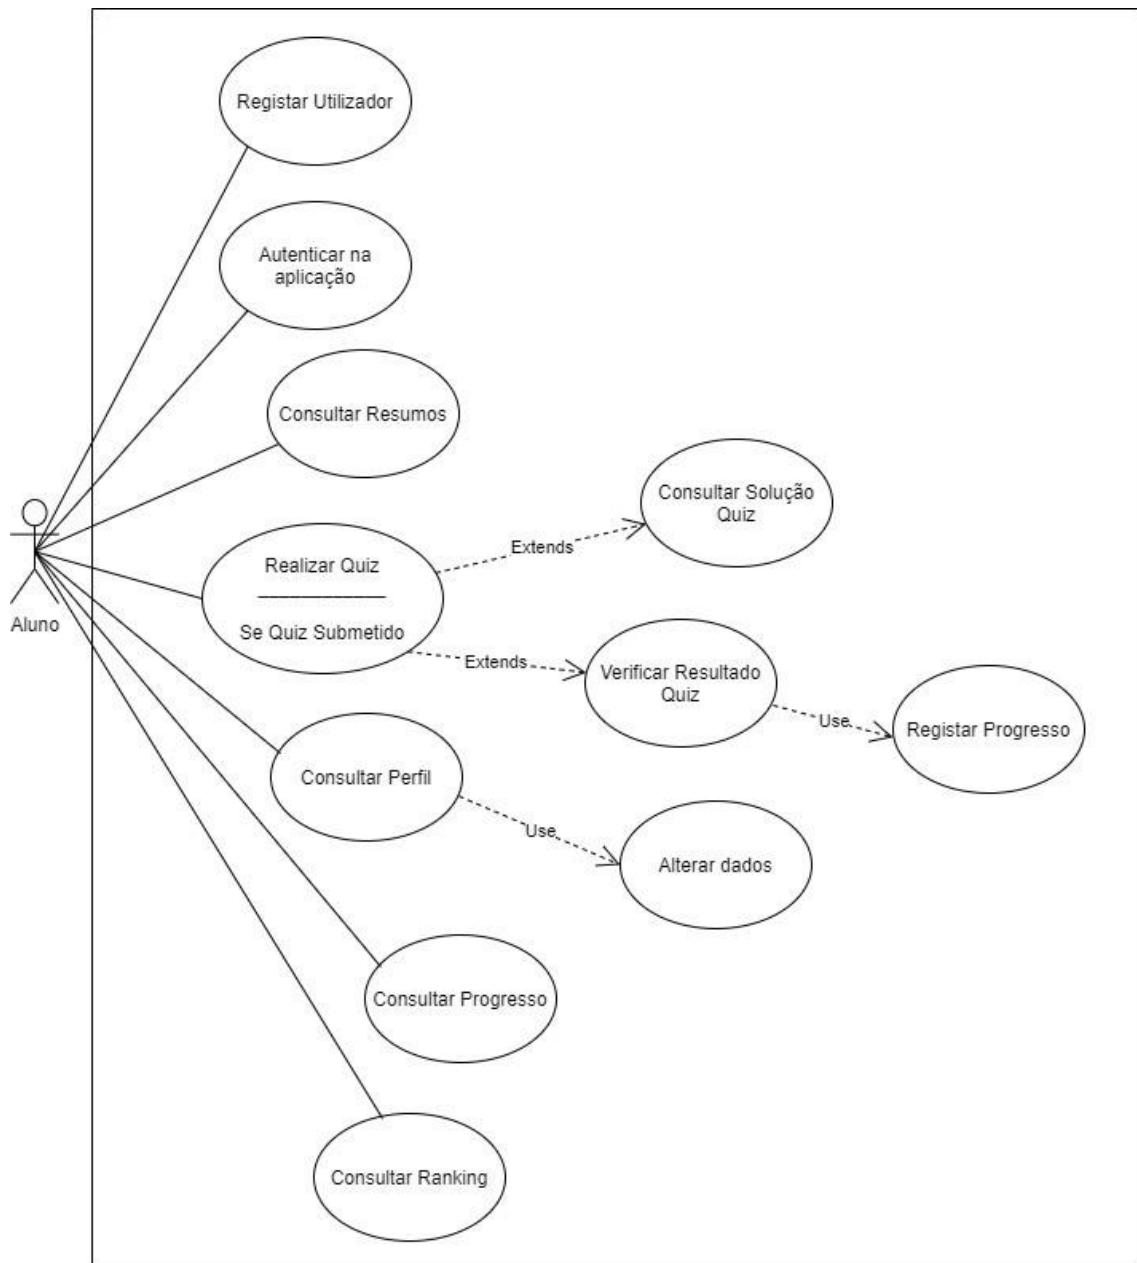 Registar Utilizador
Autenticar na
aplicação
Consultar Resumos
Consultar Solução
Quiz
Extends
Realizar Quiz
Se Quiz Submetido
Aluno
Extends
Verificar Resultado
Quiz
Use
Registar Progresso
Consultar Perfil
Use
Alterar dados
Consultar Progresso
Consultar Ranking